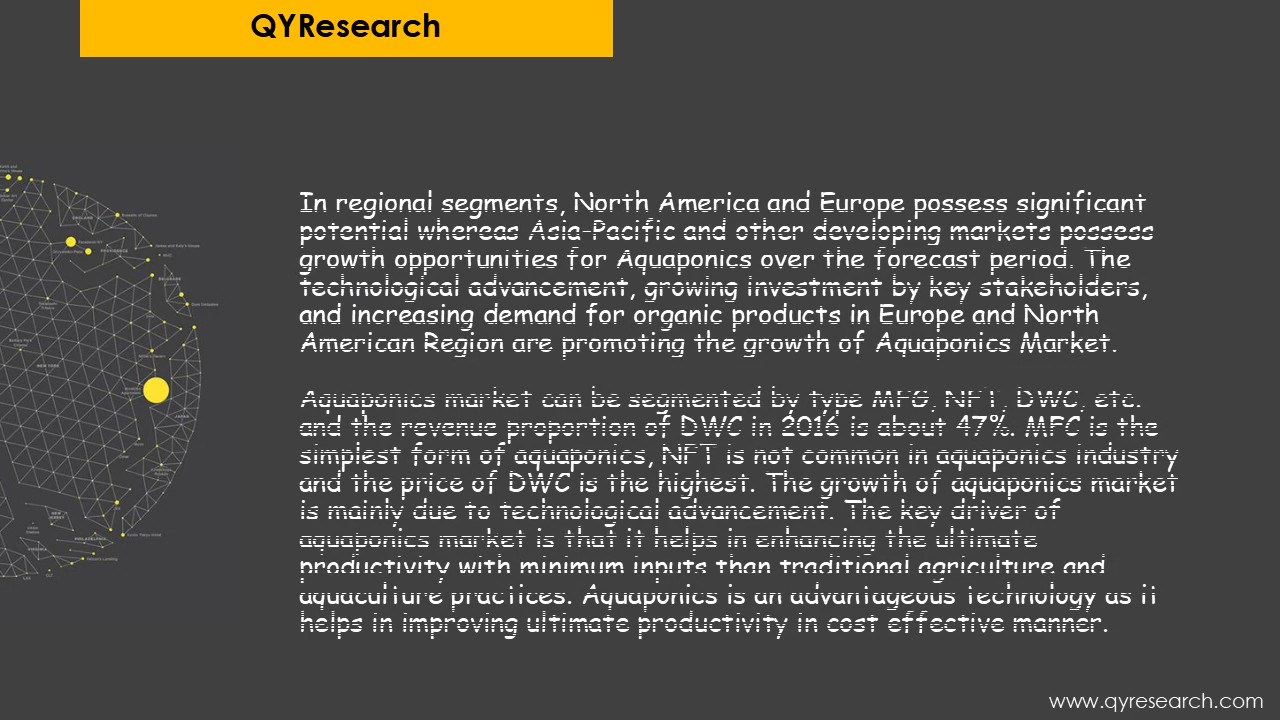 QYResearch
In regional segments, North America and Europe possess significant
potential whereas Asia-Pacific and other developing markets possess
growth opportunities for Aquaponics over the forecast period. The
technological advancement, growing investment by key stakeholders,
and increasing demand for organic products in Europe and North
American Region are promoting the growth of Aquaponics Market.
Aquaponics market can be segmented by type MFG, NFT, DWC, etc.
and the revenue proportion of DWC in 2016 is about 47%. MFC is the
simplest form of aquaponics, NFT is not common in aquaponics industry
and the price of DWC is the highest. The growth of aquaponics market
is mainly due to technological advancement. The key driver of
aquaponics market is that it helps in enhancing the ultimate
productivity with minimum inputs than traditional agriculture and
aquaculture practices. Aquaponics is an advantageous technology as it
helps in improving ultimate productivity in cost effective manner.
NEW YORK
JAPAN
PHILADELPHIA
www.qyresearch.com